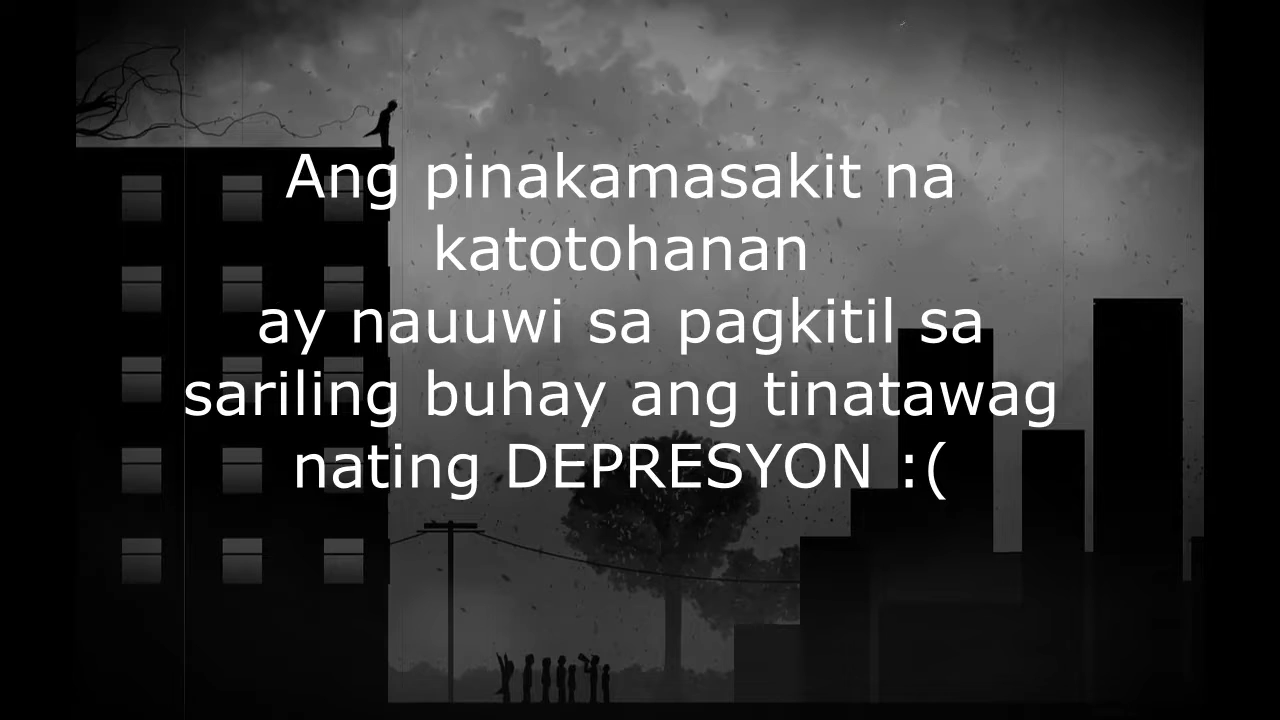 Ang pinakamasakit na
katotohanan
ay nauuwi sa pagkitil sa
sariling buhay ang tinatawag
nating DEPRESYON :(